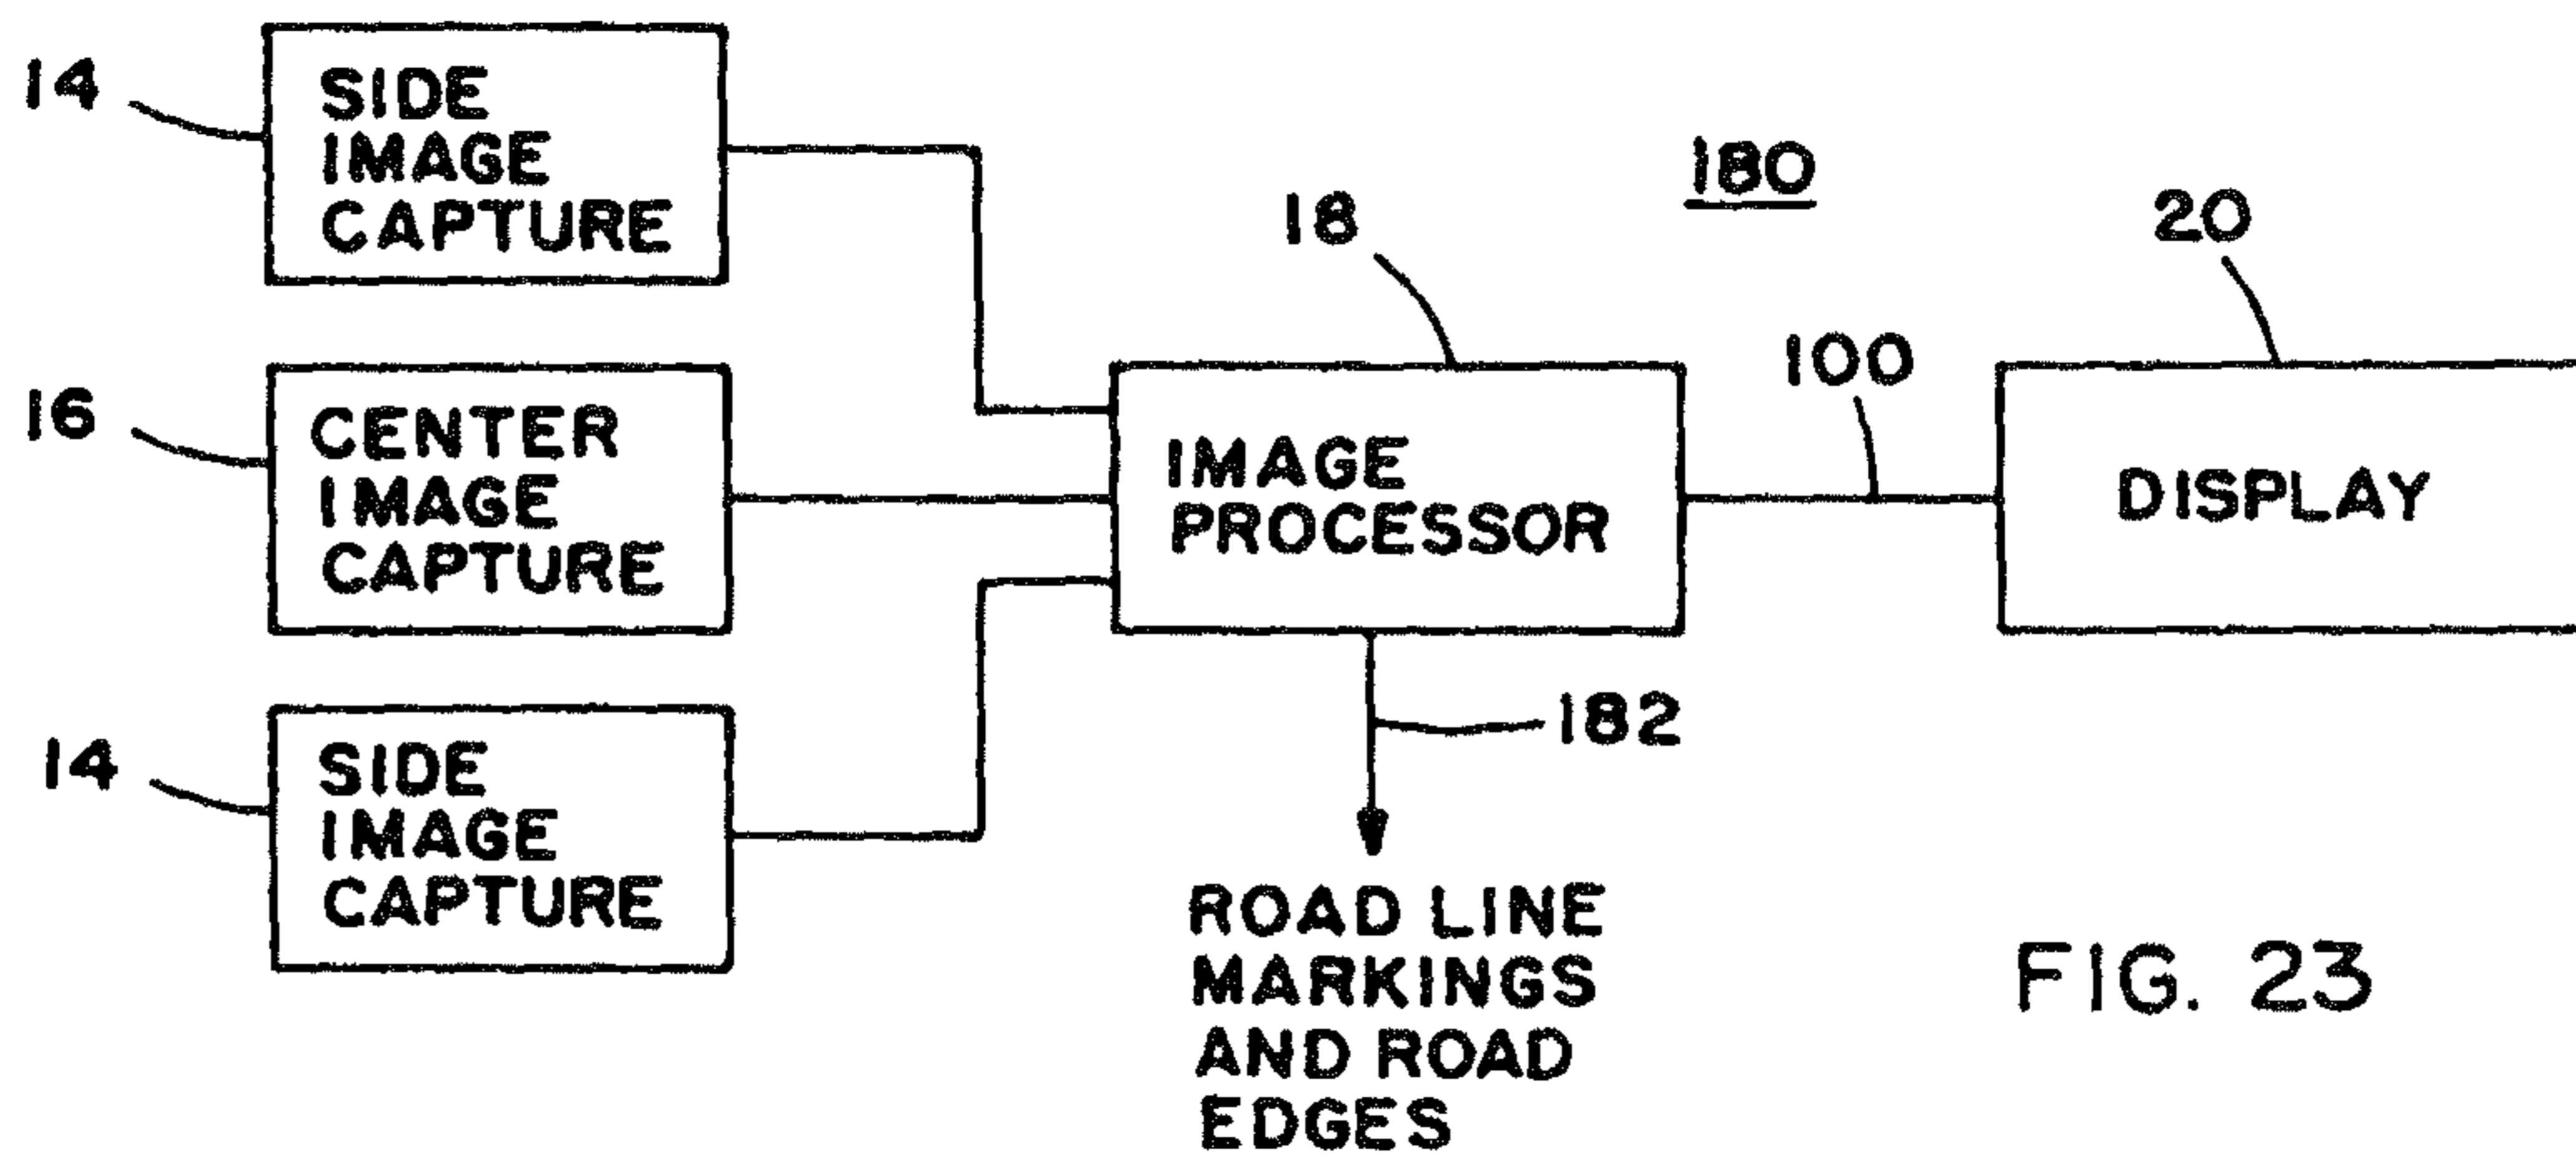 14
SIDE
IMAGE
CAPTURE
16
CENTER
IMAGE
CAPTURE
14
SIDE
IMAGE
CAPTURE
18
IMAGE
PROCESSOR
180
100
20
DISPLAY
182
ROAD LINE
MARKINGS
AND ROAD
EDGES
FIG. 23